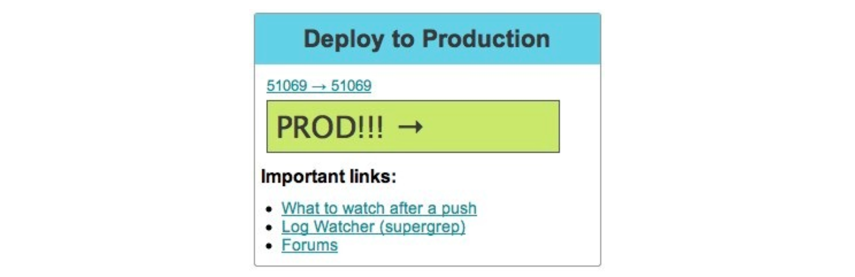 Deploy to Production
51069 → 51069
PROD!!! →
Important links:
• What to watch after a push
• Log Watcher (supergrep)
• Forums